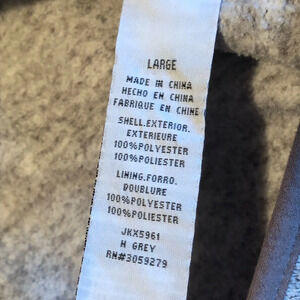 LARGE
MADE IN CHINA
HECHO EN CHINA
FABRIQUE EN CHINE
SHELL.EXTERIOR.
EXTERIEURE
100%POLYESTER
100%POLIESTER
LINING.FORRO.
DOUBLURE
100%POLYESTER
100%POLIESTER
JKX5961
H GREY
RN#3059279